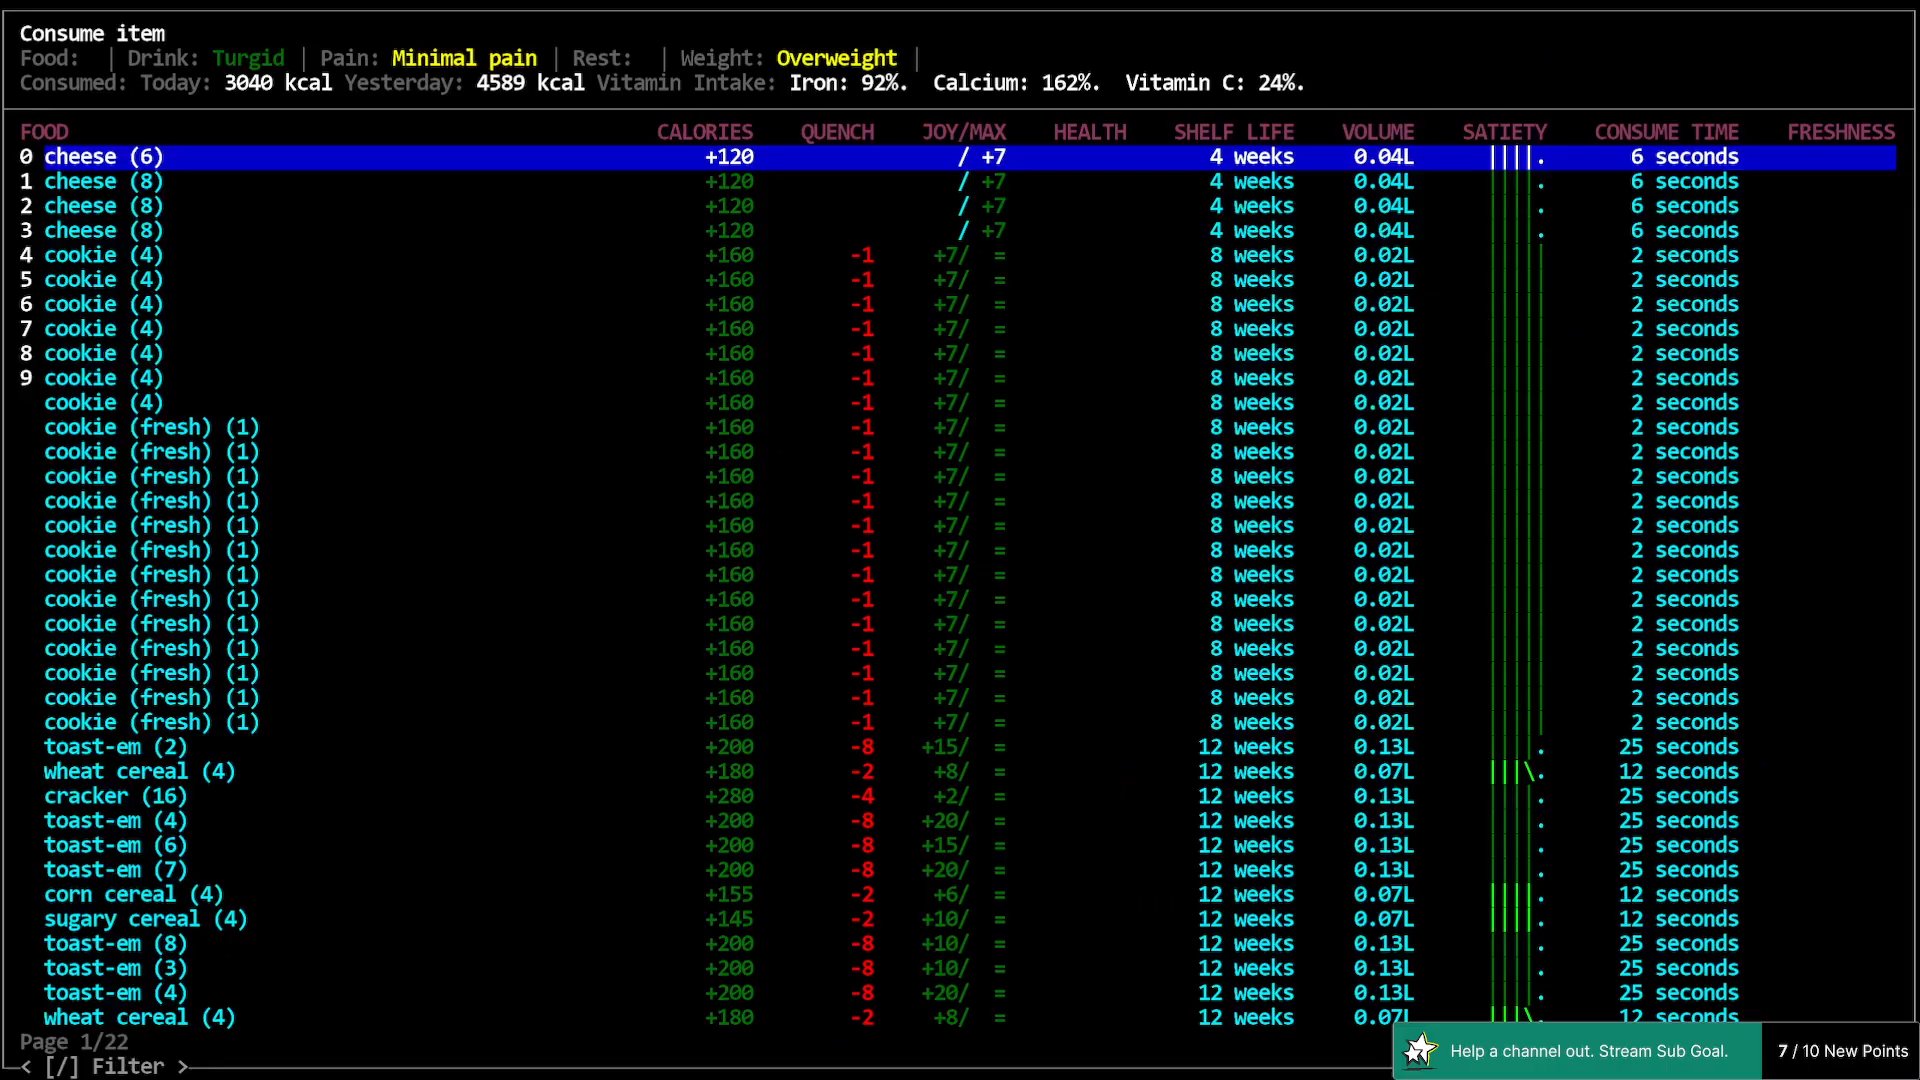 Consume item
Food: | Drink: Turgid | Pain: Minimal pain | Rest: | Weight: Overweight |
Consumed: Today: 3040 kcal Yesterday: 4589 kcal Vitamin Intake: Iron: 92%. Calcium: 162%. Vitamin C: 24%.
FOOD CALORIES QUENCH JOY/MAX HEALTH SHELF LIFE VOLUME SATIETY CONSUME TIME FRESHNESS
0 cheese (6) +120 / +7 4 weeks 0.04L ||||. 6 seconds
1 cheese (8) +120 / +7 4 weeks 0.04L ||||. 6 seconds
2 cheese (8) +120 / +7 4 weeks 0.04L ||||. 6 seconds
3 cheese (8) +120 / +7 4 weeks 0.04L ||||. 6 seconds
4 cookie (4) +160 -1 +7/ = 8 weeks 0.02L ||||| 2 seconds
5 cookie (4) +160 -1 +7/ = 8 weeks 0.02L ||||| 2 seconds
6 cookie (4) +160 -1 +7/ = 8 weeks 0.02L ||||| 2 seconds
7 cookie (4) +160 -1 +7/ = 8 weeks 0.02L ||||| 2 seconds
8 cookie (4) +160 -1 +7/ = 8 weeks 0.02L ||||| 2 seconds
9 cookie (4) +160 -1 +7/ = 8 weeks 0.02L ||||| 2 seconds
cookie (4) +160 -1 +7/ = 8 weeks 0.02L ||||| 2 seconds
cookie (fresh) (1) +160 -1 +7/ = 8 weeks 0.02L ||||| 2 seconds
cookie (fresh) (1) +160 -1 +7/ = 8 weeks 0.02L ||||| 2 seconds
cookie (fresh) (1) +160 -1 +7/ = 8 weeks 0.02L ||||| 2 seconds
cookie (fresh) (1) +160 -1 +7/ = 8 weeks 0.02L ||||| 2 seconds
cookie (fresh) (1) +160 -1 +7/ = 8 weeks 0.02L ||||| 2 seconds
cookie (fresh) (1) +160 -1 +7/ = 8 weeks 0.02L ||||| 2 seconds
cookie (fresh) (1) +160 -1 +7/ = 8 weeks 0.02L ||||| 2 seconds
cookie (fresh) (1) +160 -1 +7/ = 8 weeks 0.02L ||||| 2 seconds
cookie (fresh) (1) +160 -1 +7/ = 8 weeks 0.02L ||||| 2 seconds
cookie (fresh) (1) +160 -1 +7/ = 8 weeks 0.02L ||||| 2 seconds
cookie (fresh) (1) +160 -1 +7/ = 8 weeks 0.02L ||||| 2 seconds
cookie (fresh) (1) +160 -1 +7/ = 8 weeks 0.02L ||||| 2 seconds
cookie (fresh) (1) +160 -1 +7/ = 8 weeks 0.02L ||||| 2 seconds
toast-em (2) +200 -8 +15/ = 12 weeks 0.13L ||||. 25 seconds
wheat cereal (4) +180 -2 +8/ = 12 weeks 0.07L |||\. 12 seconds
cracker (16) +280 -4 +2/ = 12 weeks 0.13L ||||. 25 seconds
toast-em (4) +200 -8 +20/ = 12 weeks 0.13L ||||. 25 seconds
toast-em (6) +200 -8 +15/ = 12 weeks 0.13L ||||. 25 seconds
toast-em (7) +200 -8 +20/ = 12 weeks 0.13L ||||. 25 seconds
corn cereal (4) +155 -2 +6/ = 12 weeks 0.07L ||||. 12 seconds
sugary cereal (4) +145 -2 +10/ = 12 weeks 0.07L ||||. 12 seconds
toast-em (8) +200 -8 +10/ = 12 weeks 0.13L ||||. 25 seconds
toast-em (3) +200 -8 +10/ = 12 weeks 0.13L ||||. 25 seconds
toast-em (4) +200 -8 +20/ = 12 weeks 0.13L ||||. 25 seconds
wheat cereal (4) +180 -2 +8/ = 12 weeks 0.07L |||\. 12 seconds
Page 1/22
< [/] Filter >
Help a channel out. Stream Sub Goal. 7 / 10 New Points